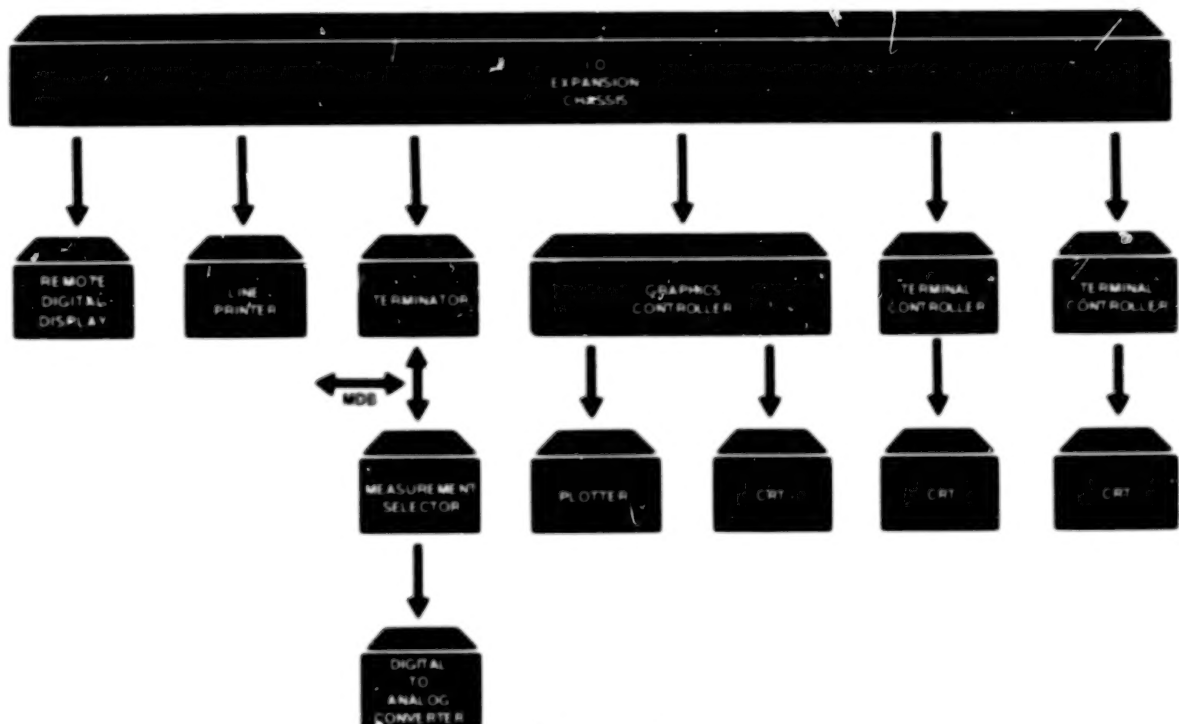 I O
EXPANSION
CHASSIS
REMOTE
DIGITAL
DISPLAY
LINE
PRINTER
TERMINATOR
GRAPHICS
CONTROLLER
TERMINAL
CONTROLLER
TERMINAL
CONTROLLER
MDB
MEASUREMENT
SELECTOR
PLOTTER
CRT
CRT
CRT
DIGITAL
TO
ANALOG
CONVERTER